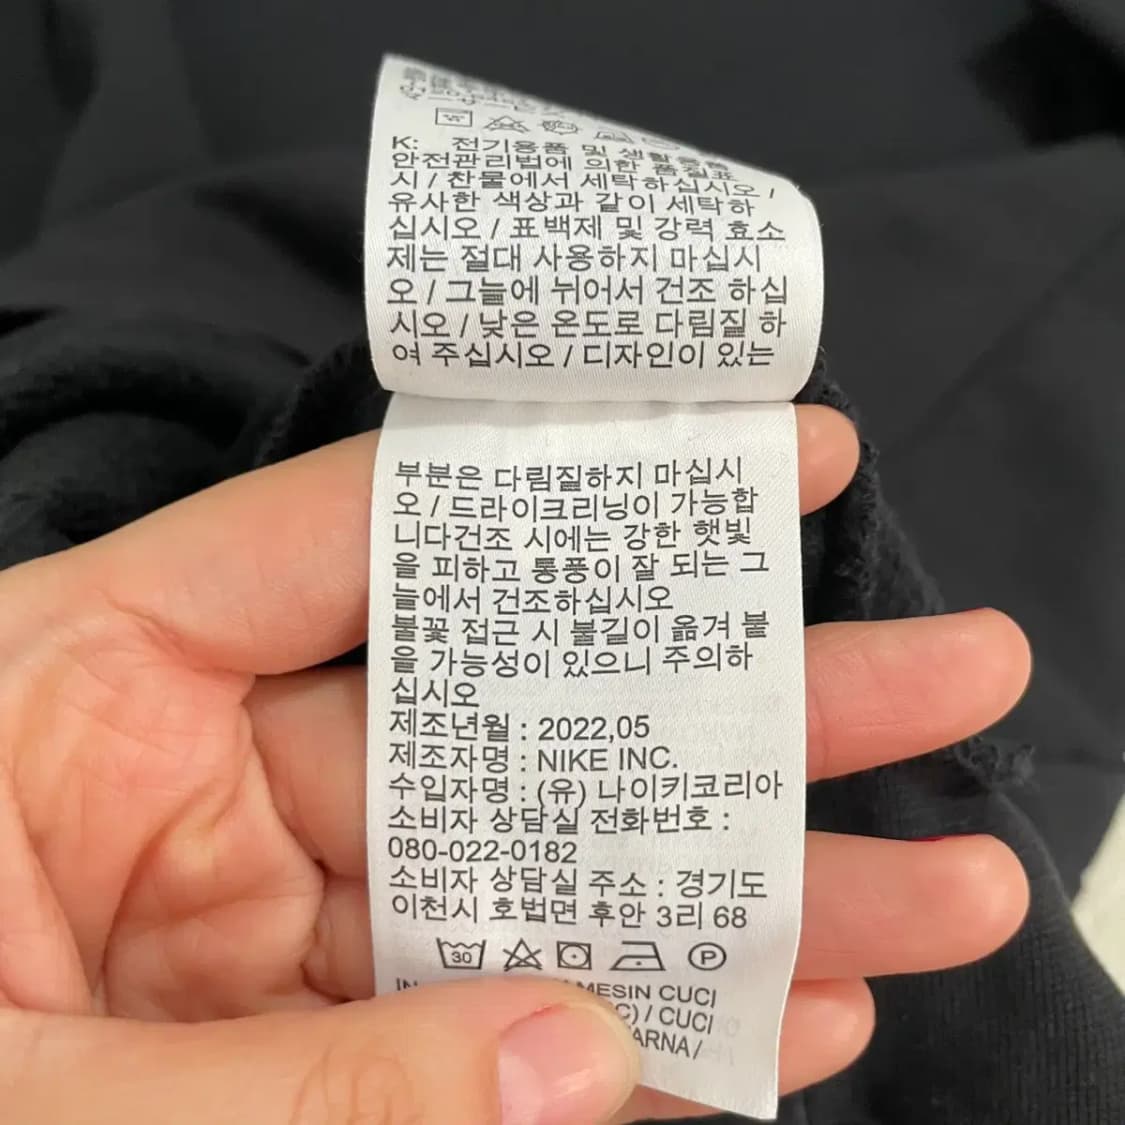 K: 전기용품 및 생활용품
안전관리법에 의한 품질표
시 / 찬물에서 세탁하십시오 /
유사한 색상과 같이 세탁하
십시오 / 표백제 및 강력 효소
제는 절대 사용하지 마십시
오 / 그늘에 뉘어서 건조 하십
시오 / 낮은 온도로 다림질 하
여 주십시오 / 디자인이 있는
부분은 다림질하지 마십시
오 / 드라이크리닝이 가능합
니다건조 시에는 강한 햇빛
을 피하고 통풍이 잘 되는 그
늘에서 건조하십시오
불꽃 접근 시 불길이 옮겨 붙
을 가능성이 있으니 주의하
십시오
제조년월 : 2022,05
제조자명 : NIKE INC.
수입자명 : (유) 나이키코리아
소비자 상담실 전화번호 :
080-022-0182
소비자 상담실 주소 : 경기도
이천시 호법면 후안 3리 68
30 P
CUCI
/ CUCI